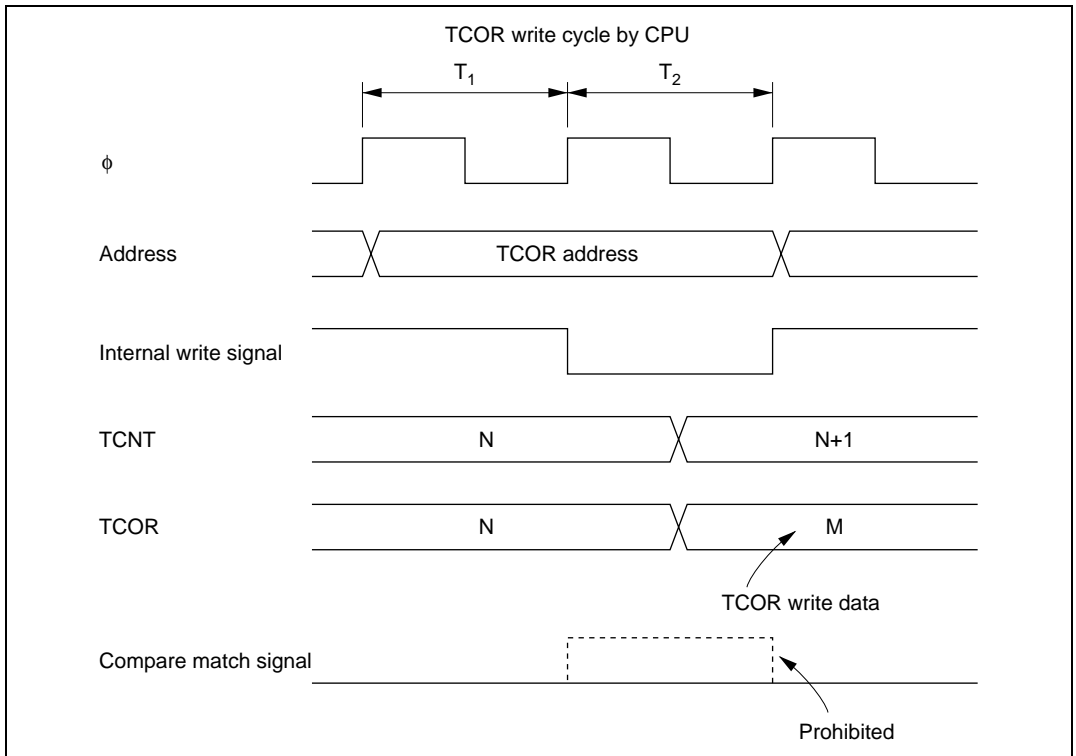 TCOR write cycle by CPU
T1 T2
ϕ
Address TCOR address
Internal write signal
TCNT N N+1
TCOR N M
TCOR write data
Compare match signal
Prohibited